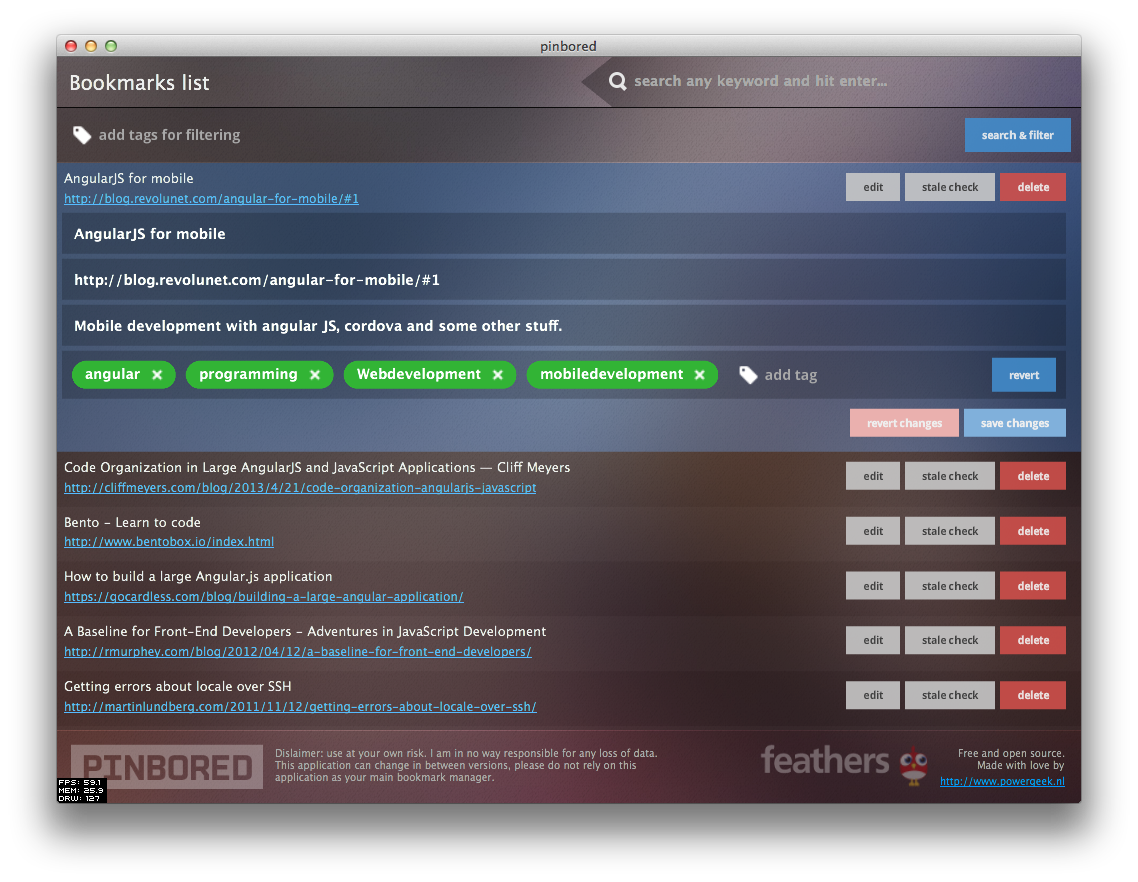 pinbored
Bookmarks list
search any keyword and hit enter...
add tags for filtering
search & filter
AngularJS for mobile
http://blog.revolunet.com/angular-for-mobile/#1
edit
stale check
delete
AngularJS for mobile
http://blog.revolunet.com/angular-for-mobile/#1
Mobile development with angular JS, cordova and some other stuff.
angular
programming
Webdevelopment
mobiledevelopment
add tag
revert
revert changes
save changes
Code Organization in Large AngularJS and JavaScript Applications — Cliff Meyers
http://cliffmeyers.com/blog/2013/4/21/code-organization-angularjs-javascript
edit
stale check
delete
Bento - Learn to code
http://www.bentobox.io/index.html
edit
stale check
delete
How to build a large Angular.js application
https://gocardless.com/blog/building-a-large-angular-application/
edit
stale check
delete
A Baseline for Front-End Developers - Adventures in JavaScript Development
http://rmurphey.com/blog/2012/04/12/a-baseline-for-front-end-developers/
edit
stale check
delete
Getting errors about locale over SSH
http://martinlundberg.com/2011/11/12/getting-errors-about-locale-over-ssh/
edit
stale check
delete
PINBORED
FPS: 59.1
MEM: 25.9
DRW: 127
Dislaimer: use at your own risk. I am in no way responsible for any loss of data.
This application can change in between versions, please do not rely on this
application as your main bookmark manager.
feathers
Free and open source.
Made with love by
http://www.powergeek.nl